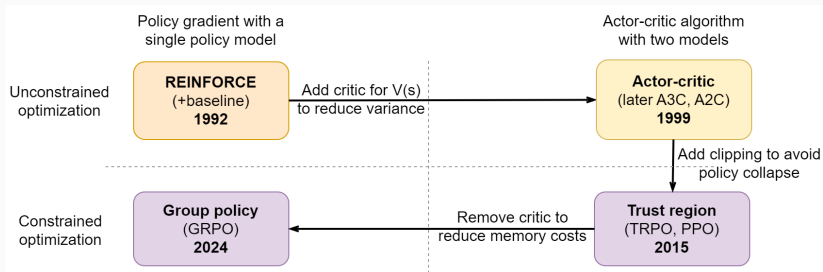 Policy gradient with a
single policy model
Actor-critic algorithm
with two models
Unconstrained
optimization
REINFORCE
(+baseline)
1992
Add critic for V(s)
to reduce variance
Actor-critic
(later A3C, A2C)
1999
Add clipping to avoid
policy collapse
Constrained
optimization
Group policy
(GRPO)
2024
Remove critic to
reduce memory costs
Trust region
(TRPO, PPO)
2015